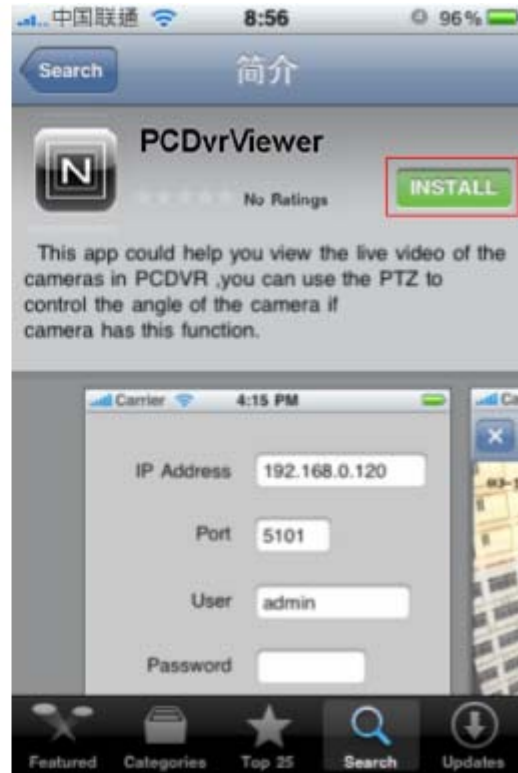 中国联通 8:56 96%
Search 简介
PCDvrViewer
N
No Ratings
INSTALL
This app could help you view the live video of the
cameras in PCDVR ,you can use the PTZ to
control the angle of the camera if
camera has this function.
Carrier 4:15 PM
Ca
IP Address 192.168.0.120
Port 5101
User admin
Password
Featured Categories Top 25 Search Updates